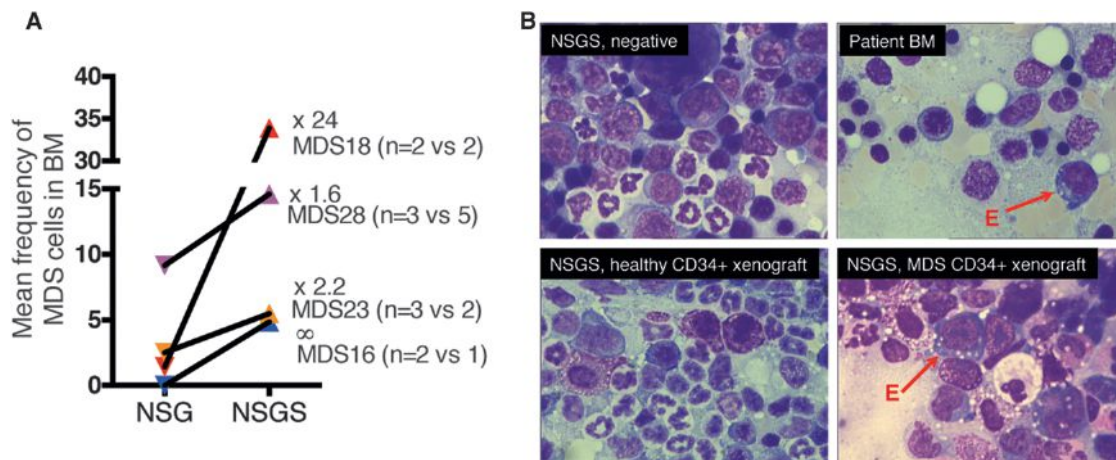 A
Mean frequency of
MDS cells in BM
40
35
30
15
10
5
0
NSG
NSGS
x 24
MDS18 (n=2 vs 2)
x 1.6
MDS28 (n=3 vs 5)
x 2.2
MDS23 (n=3 vs 2)
∞
MDS16 (n=2 vs 1)
B
NSGS, negative
Patient BM
E
NSGS, healthy CD34+ xenograft
NSGS, MDS CD34+ xenograft
E